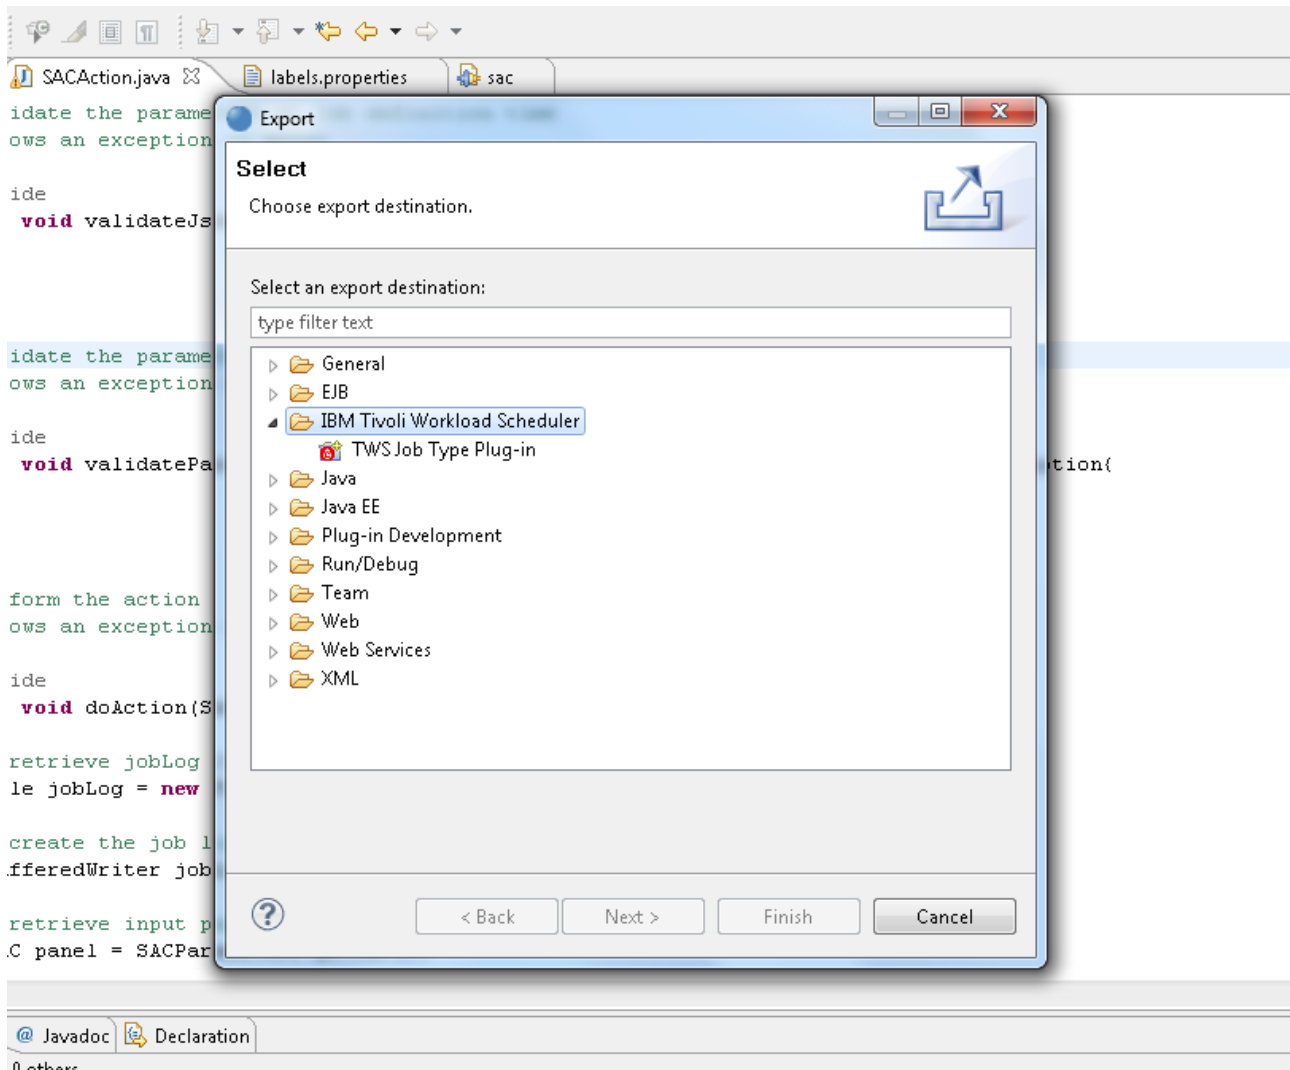 SACAction.java
labels.properties
sac
idate the parame
ows an exception
ide
void validateJs
idate the parame
ows an exception
ide
void validatePa
tion{
form the action
ows an exception
ide
void doAction(S
retrieve jobLog
le jobLog = new
create the job l
fferedWriter job
retrieve input p
C panel = SACPar
Export
Select
Choose export destination.
Select an export destination:
type filter text
General
EJB
IBM Tivoli Workload Scheduler
TWS Job Type Plug-in
Java
Java EE
Plug-in Development
Run/Debug
Team
Web
Web Services
XML
< Back
Next >
Finish
Cancel
@ Javadoc
Declaration
0 others